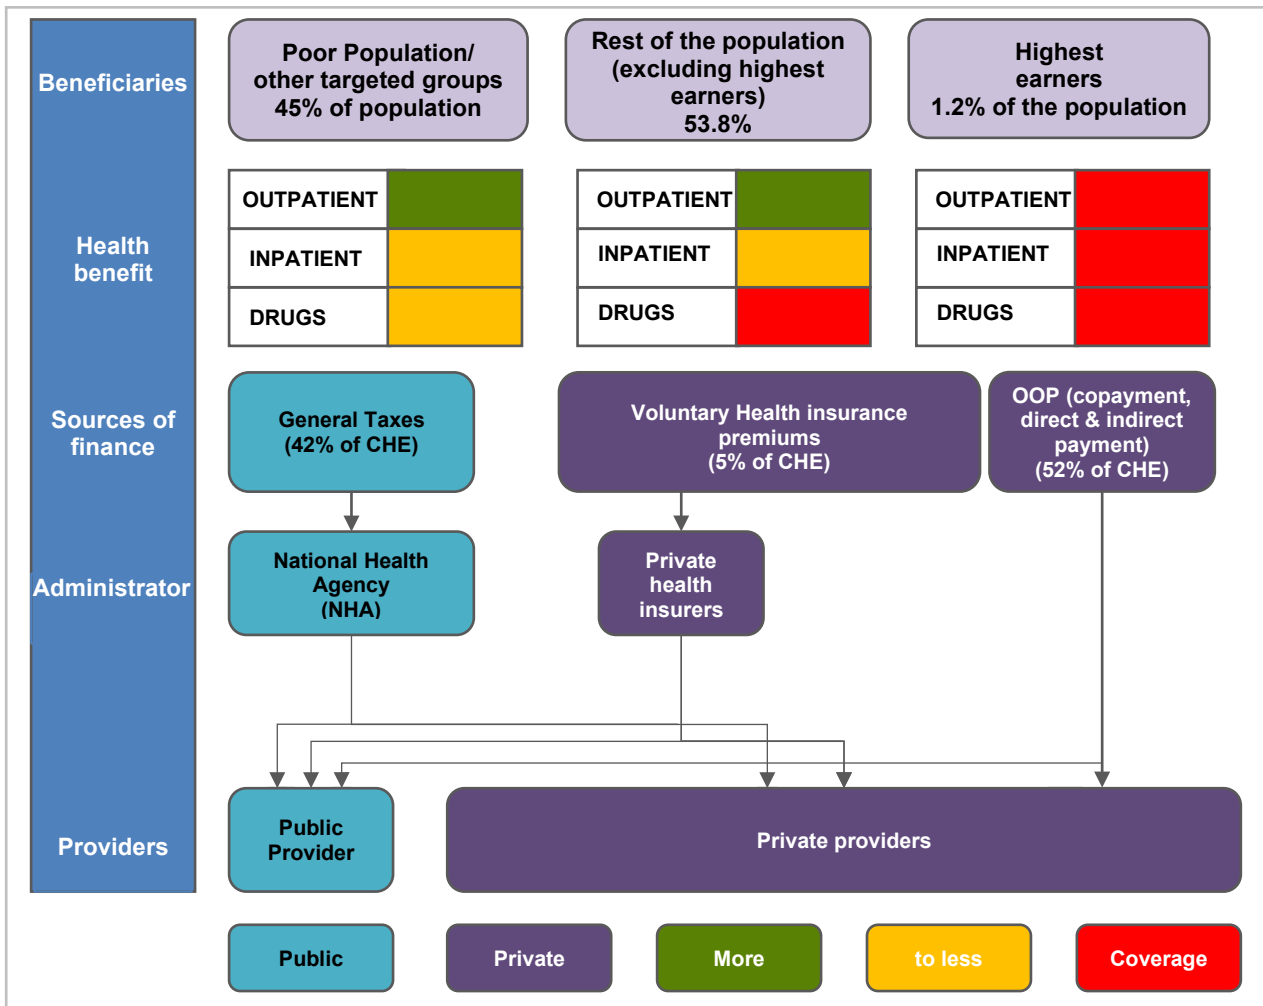 Beneficiaries
Poor Population/
other targeted groups
45% of population
Rest of the population
(excluding highest
earners)
53.8%
Highest
earners
1.2% of the population
Health
benefit
OUTPATIENT
INPATIENT
DRUGS
OUTPATIENT
INPATIENT
DRUGS
OUTPATIENT
INPATIENT
DRUGS
Sources of
finance
General Taxes
(42% of CHE)
Voluntary Health insurance
premiums
(5% of CHE)
OOP (copayment,
direct & indirect
payment)
(52% of CHE)
Administrator
National Health
Agency
(NHA)
Private
health
insurers
Providers
Public
Provider
Private providers
Public
Private
More
to less
Coverage